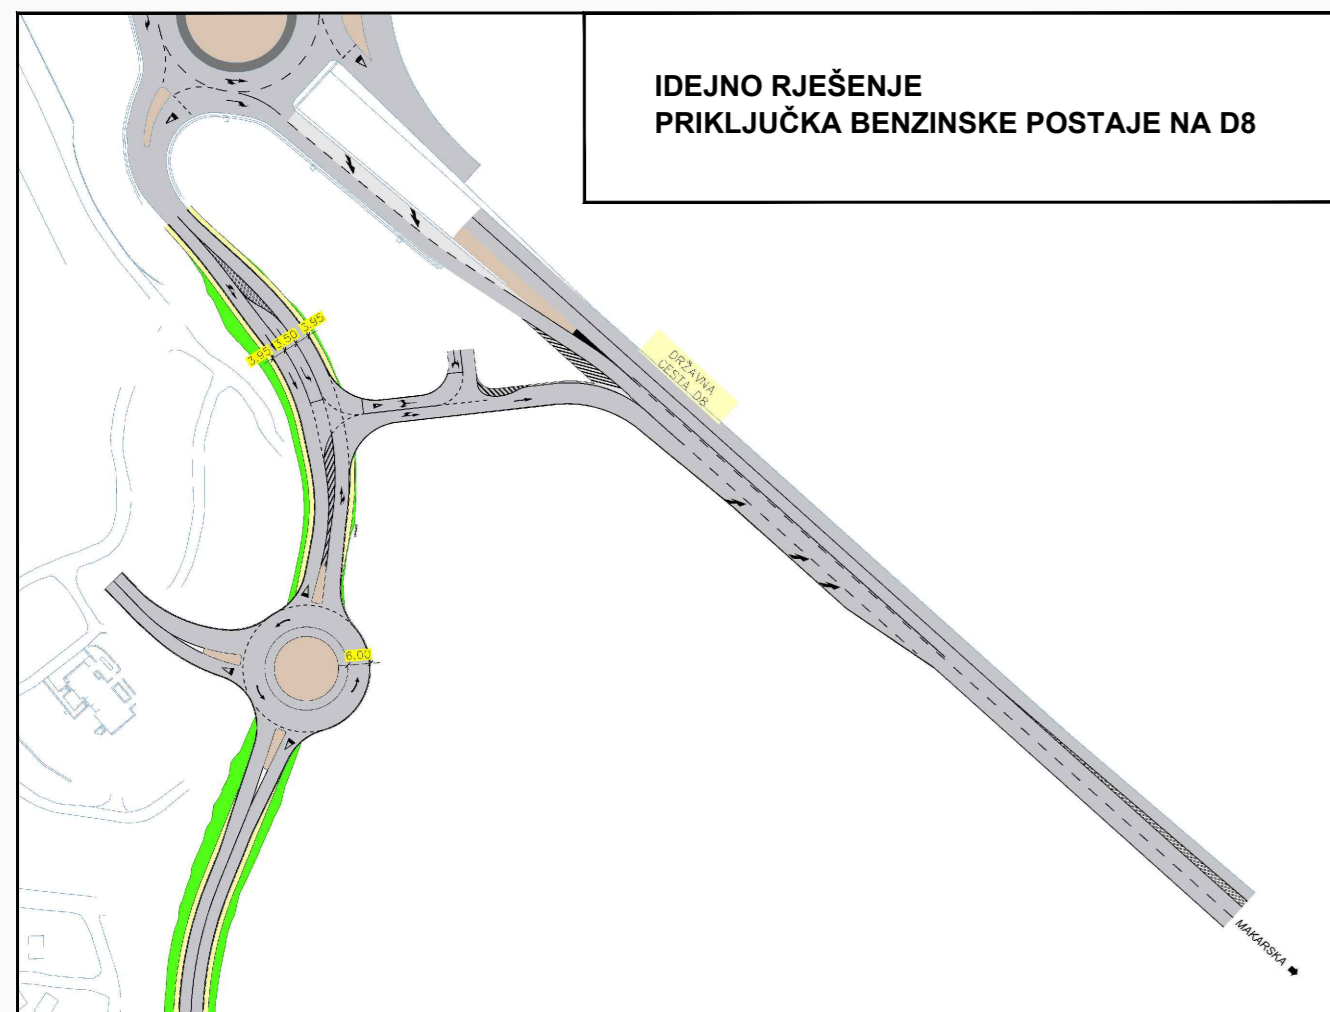 IDEJNO RJEŠENJE
PRIKLJUČKA BENZINSKE POSTAJE NA D8
DRŽAVNA
CESTA D8
3.95 3.50 3.95
6.00
MAKARSKA